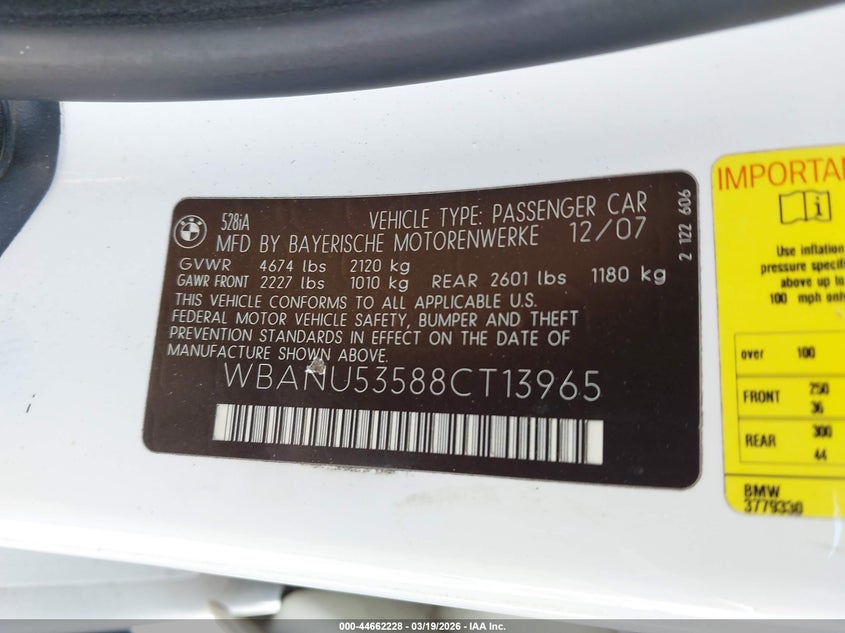 528iA
VEHICLE TYPE: PASSENGER CAR
MFD BY BAYERISCHE MOTORENWERKE 12/07
GVWR 4674 lbs 2120 kg
GAWR FRONT 2227 lbs 1010 kg REAR 2601 lbs 1180 kg
THIS VEHICLE CONFORMS TO ALL APPLICABLE U.S.
FEDERAL MOTOR VEHICLE SAFETY, BUMPER AND THEFT
PREVENTION STANDARDS IN EFFECT ON THE DATE OF
MANUFACTURE SHOWN ABOVE.
WBANU53588CT13965
2 122 606
IMPORTAN
Use inflation
pressure specifi
above up to
100 mph only
over 100
FRONT 250
36
REAR 300
44
BMW
3779330
000-44662228 - 03/19/2026 - IAA, Inc.